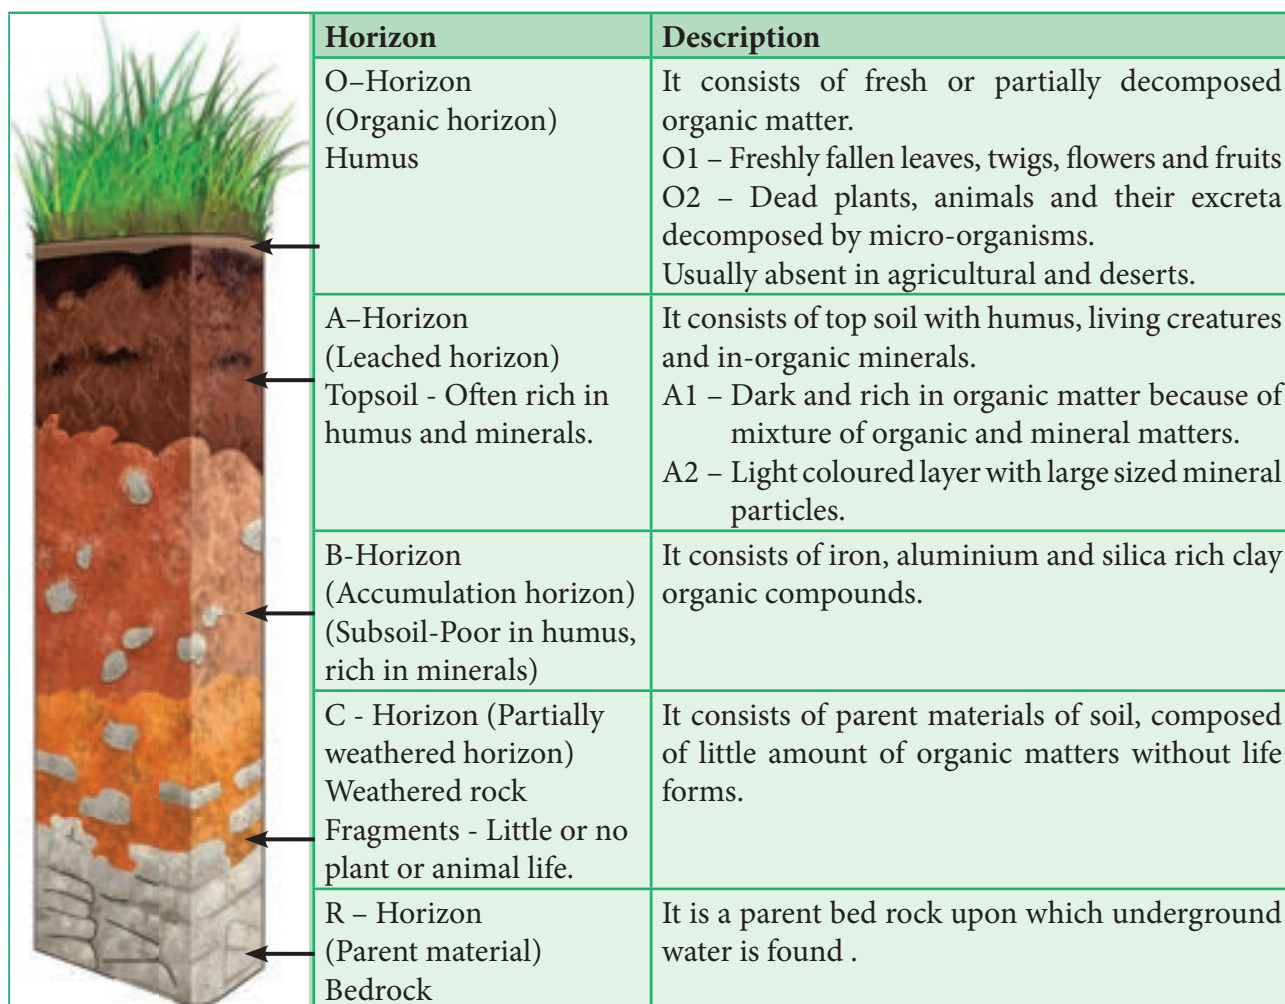 Horizon
Description
O–Horizon
(Organic horizon)
Humus
It consists of fresh or partially decomposed
organic matter.
O1 – Freshly fallen leaves, twigs, flowers and fruits
O2 – Dead plants, animals and their excreta
decomposed by micro-organisms.
Usually absent in agricultural and deserts.
A–Horizon
(Leached horizon)
Topsoil - Often rich in
humus and minerals.
It consists of top soil with humus, living creatures
and in-organic minerals.
A1 – Dark and rich in organic matter because of
mixture of organic and mineral matters.
A2 – Light coloured layer with large sized mineral
particles.
B-Horizon
(Accumulation horizon)
(Subsoil-Poor in humus,
rich in minerals)
It consists of iron, aluminium and silica rich clay
organic compounds.
C - Horizon (Partially
weathered horizon)
Weathered rock
Fragments - Little or no
plant or animal life.
It consists of parent materials of soil, composed
of little amount of organic matters without life
forms.
R – Horizon
(Parent material)
Bedrock
It is a parent bed rock upon which underground
water is found .